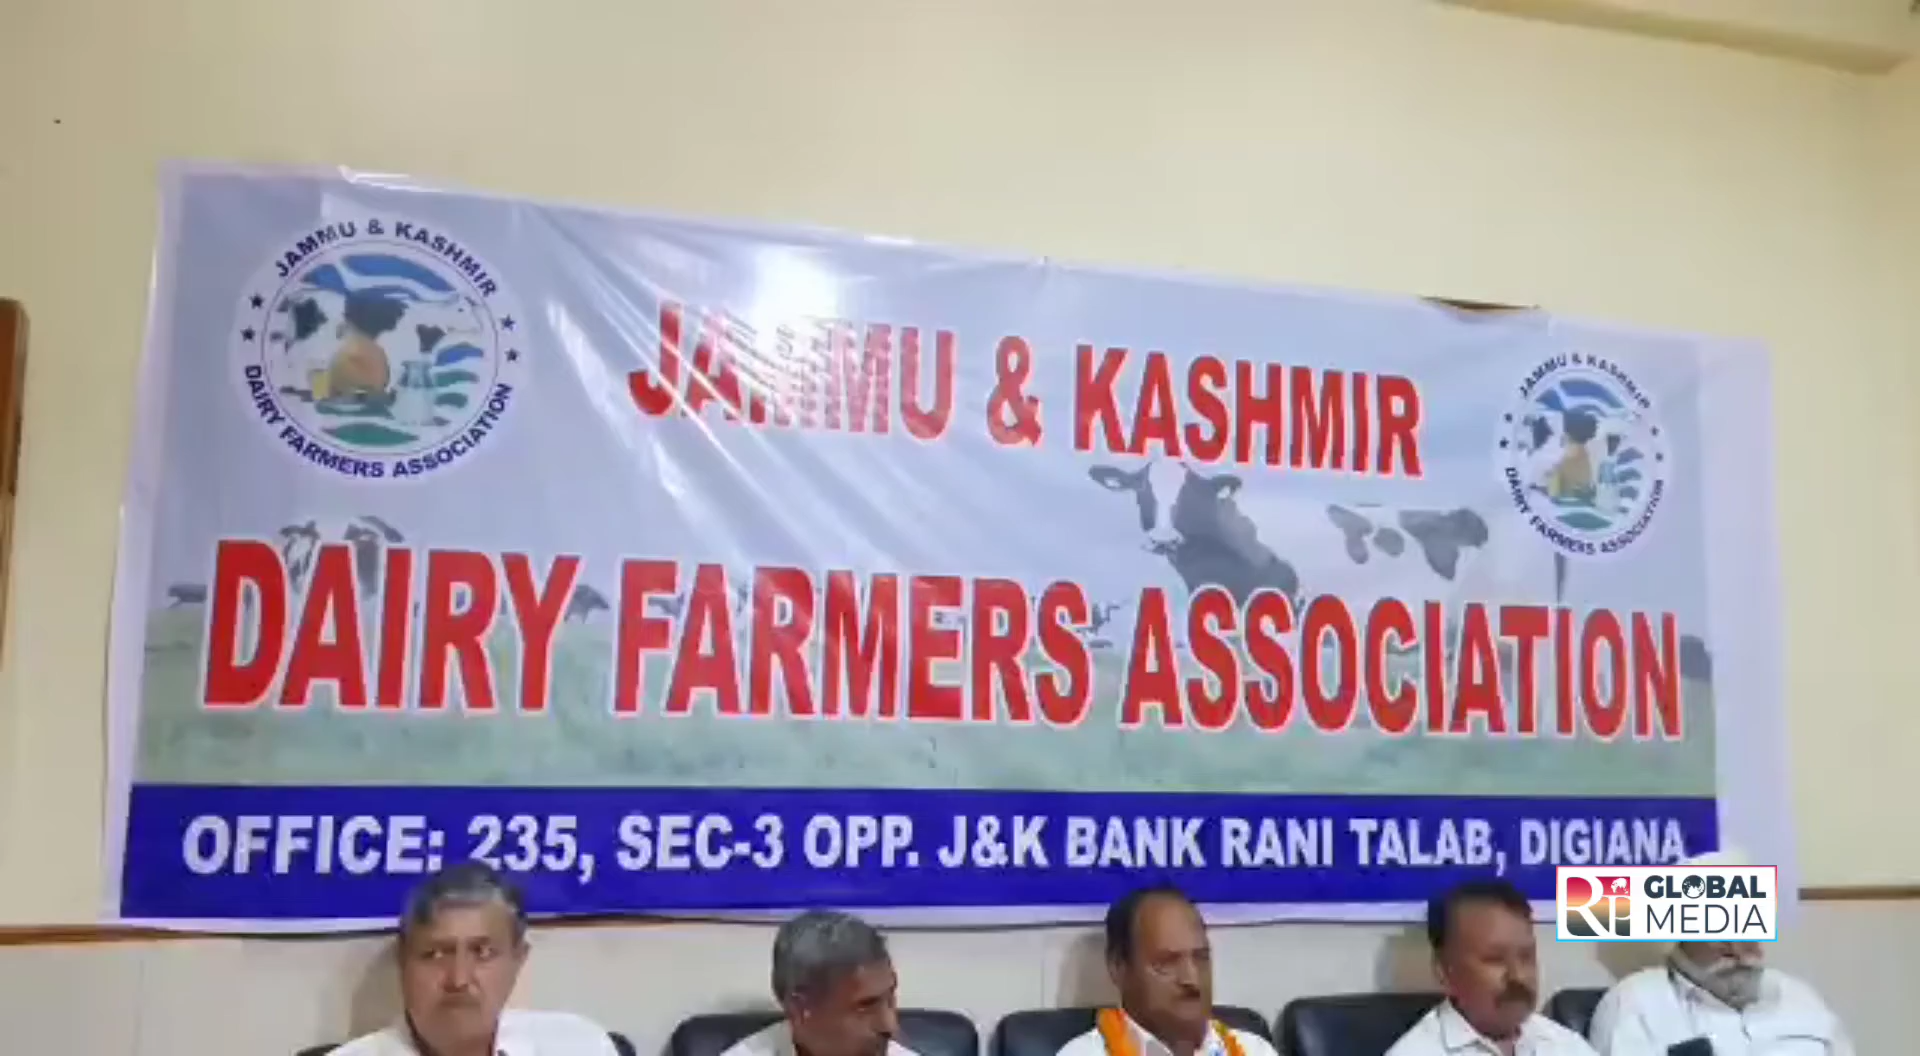 JAMMU & KASHMIR
DAIRY FARMERS ASSOCIATION
JAMMU & KASHMIR
JAMMU & KASHMIR
DAIRY FARMERS ASSOCIATION
DAIRY FARMERS ASSOCIATION
OFFICE: 235, SEC-3 OPP. J&K BANK RANI TALAB, DIGIANA
GLOBAL
MEDIA